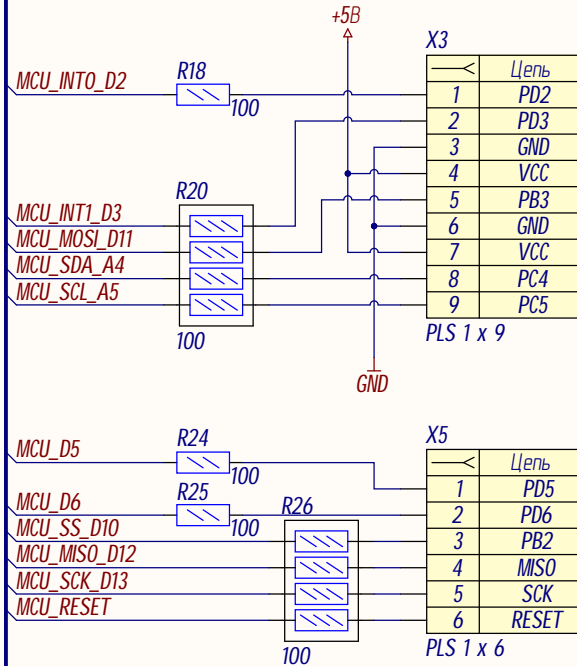 +5В
X3
Цепь
MCU_INT0_D2
R18
100
1 PD2
2 PD3
3 GND
4 VCC
R20
5 PB3
MCU_INT1_D3
6 GND
MCU_MOSI_D11
7 VCC
MCU_SDA_A4
8 PC4
MCU_SCL_A5
9 PC5
100
PLS 1 x 9
GND
X5
MCU_D5
R24
100
Цепь
1 PD5
MCU_D6
R25
100
2 PD6
R26
MCU_SS_D10
3 PB2
MCU_MISO_D12
4 MISO
MCU_SCK_D13
5 SCK
MCU_RESET
6 RESET
100
PLS 1 x 6